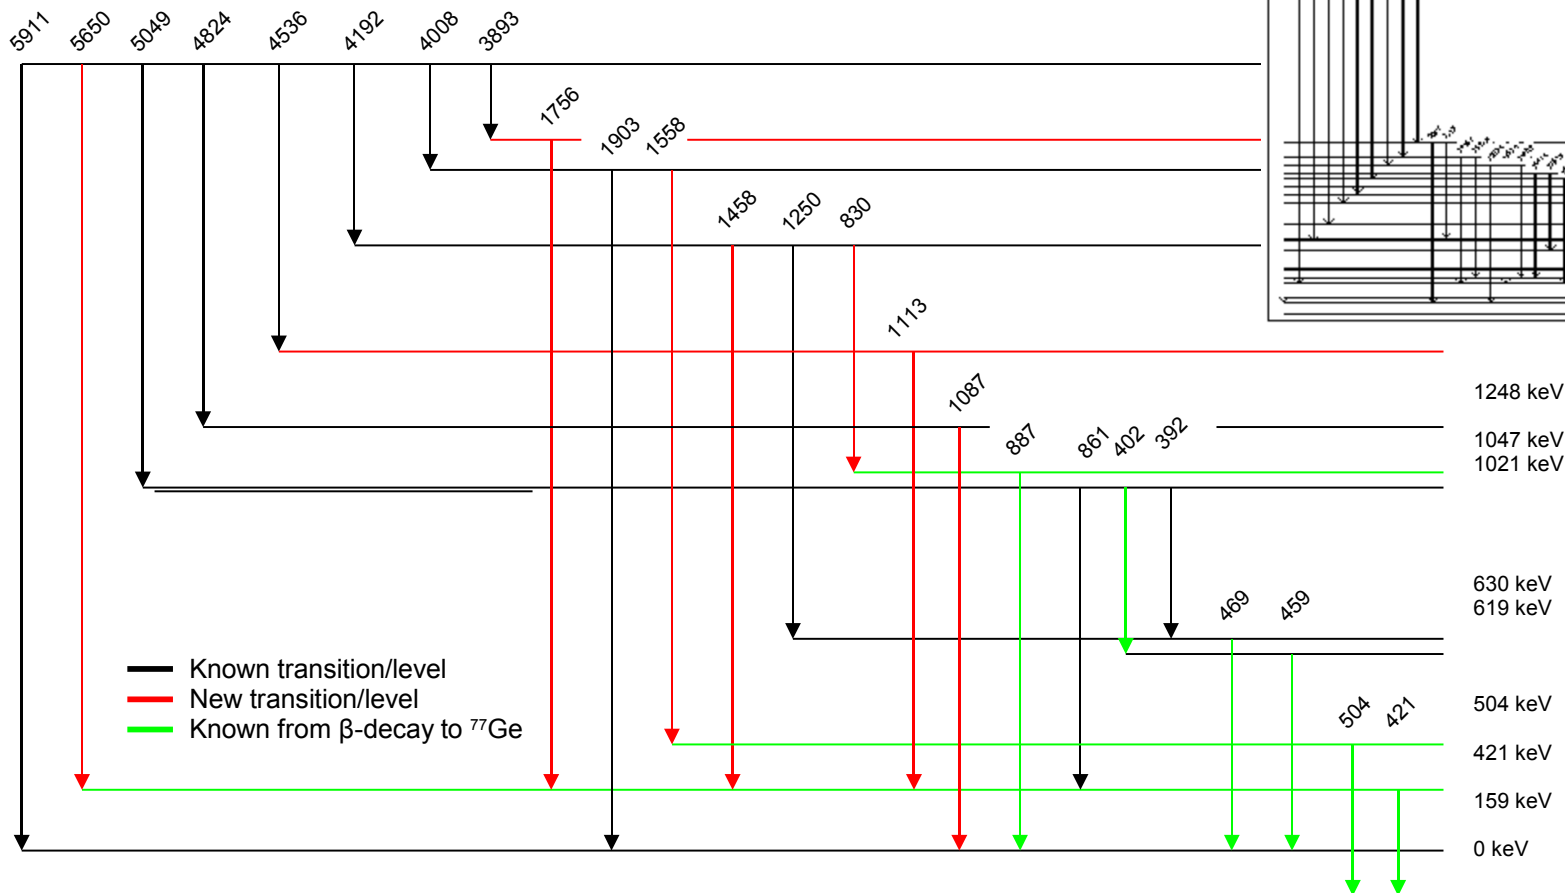 5911
5650
5049
4824
4536
4192
4008
3893
1756
1903
1558
1458
1250
830
1113
1087
887
861
402
392
469
459
504
421
1248 keV
1047 keV
1021 keV
630 keV
619 keV
504 keV
421 keV
159 keV
0 keV
Known transition/level
New transition/level
Known from β-decay to ⁷⁷Ge